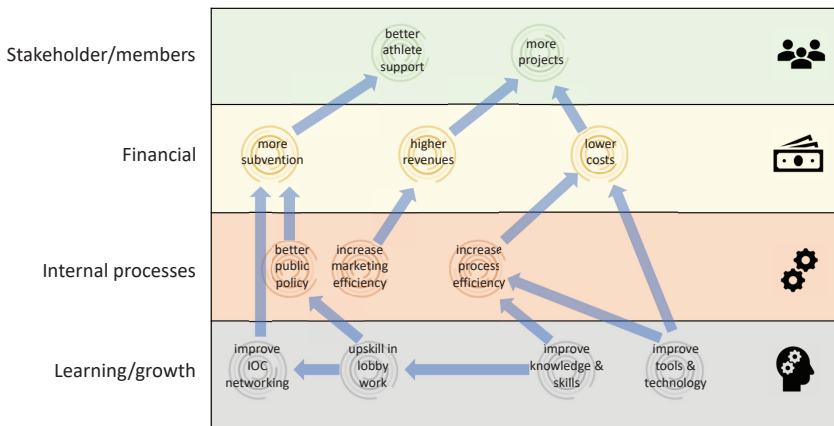 Stakeholder/members
better
athlete
support
more
projects
Financial
more
subvention
higher
revenues
lower
costs
Internal processes
better
public
policy
increase
marketing
efficiency
increase
process
efficiency
Learning/growth
improve
IOC
networking
upskill in
lobby
work
improve
knowledge &
skills
improve
tools &
technology